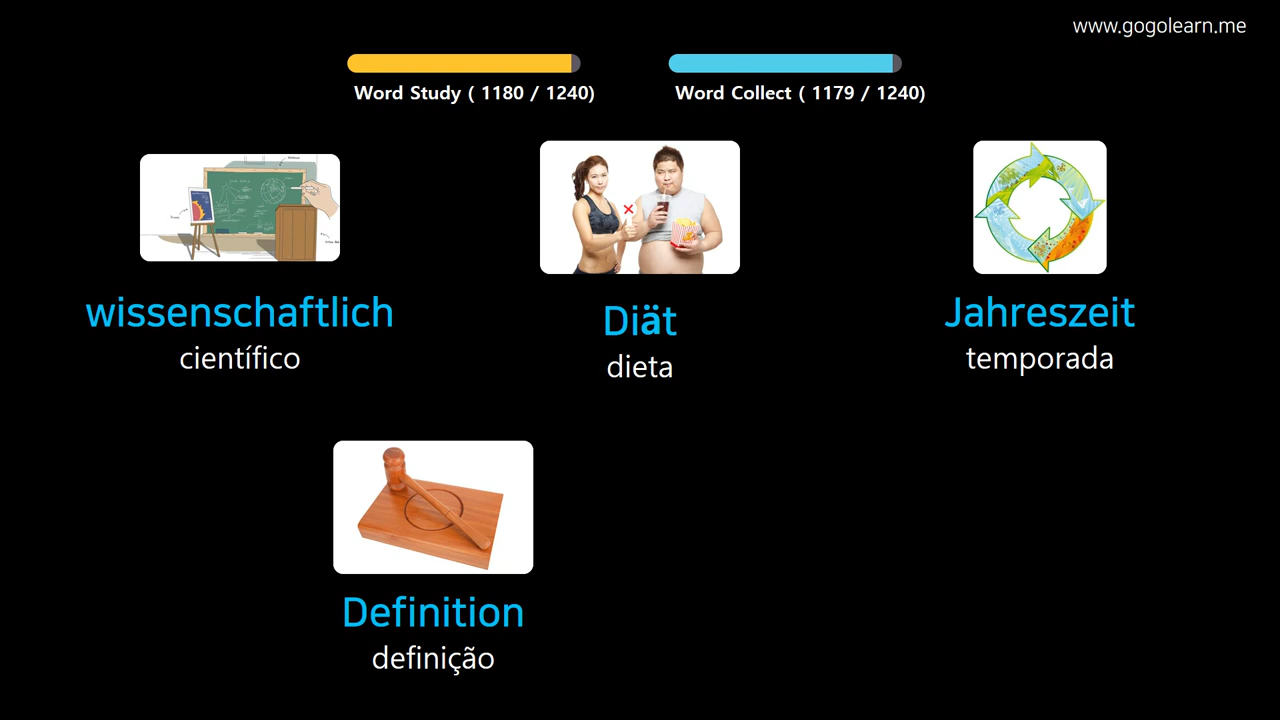 www.gogolearn.me
Word Study ( 1180 / 1240)
Word Collect ( 1179 / 1240)
wissenschaftlich
científico
Diät
dieta
Jahreszeit
temporada
Definition
definição